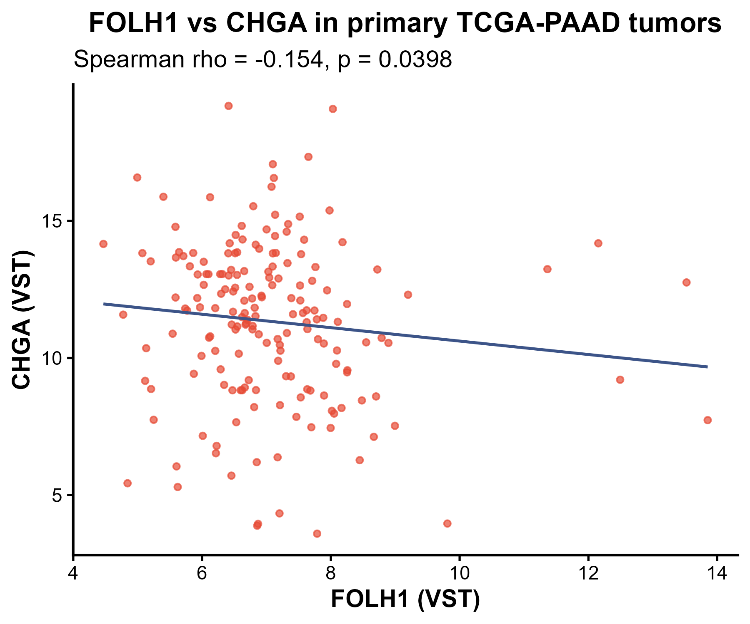 FOLH1 vs CHGA in primary TCGA-PAAD tumors
Spearman rho = -0.154, p = 0.0398
CHGA (VST)
15
10
5
4
6
8
10
12
14
FOLH1 (VST)